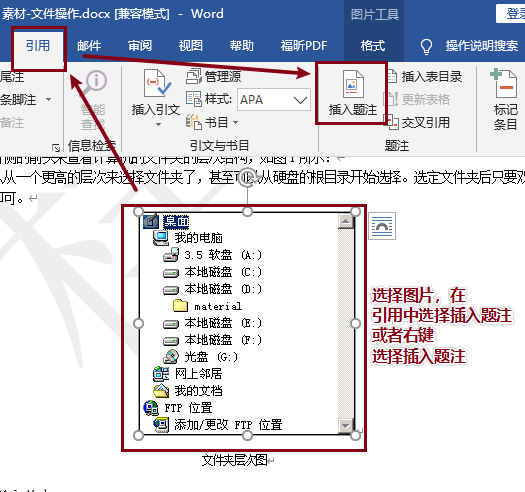 素材-文件操作.docx [兼容模式] - Word
图片工具
登录
引用
邮件
审阅
视图
帮助
福昕PDF
格式
操作说明搜索
尾注
条脚注
备注
智能
查找
信息检索
插入引文
管理源
样式: APA
书目
引文与书目
插入题注
插入表目录
更新表格
交叉引用
题注
标记
条目
从一个更高的层次来选择文件夹了，甚至可以从硬盘的根目录开始选择。选定文件夹后只要双
即可。
桌面
我的电脑
3.5 软盘 (A:)
本地磁盘 (C:)
本地磁盘 (D:)
material
本地磁盘 (E:)
本地磁盘 (F:)
光盘 (G:)
网上邻居
我的文档
FTP 位置
添加/更改 FTP 位置
选择图片，在
引用中选择插入题注
或者右键
选择插入题注
文件夹层次图